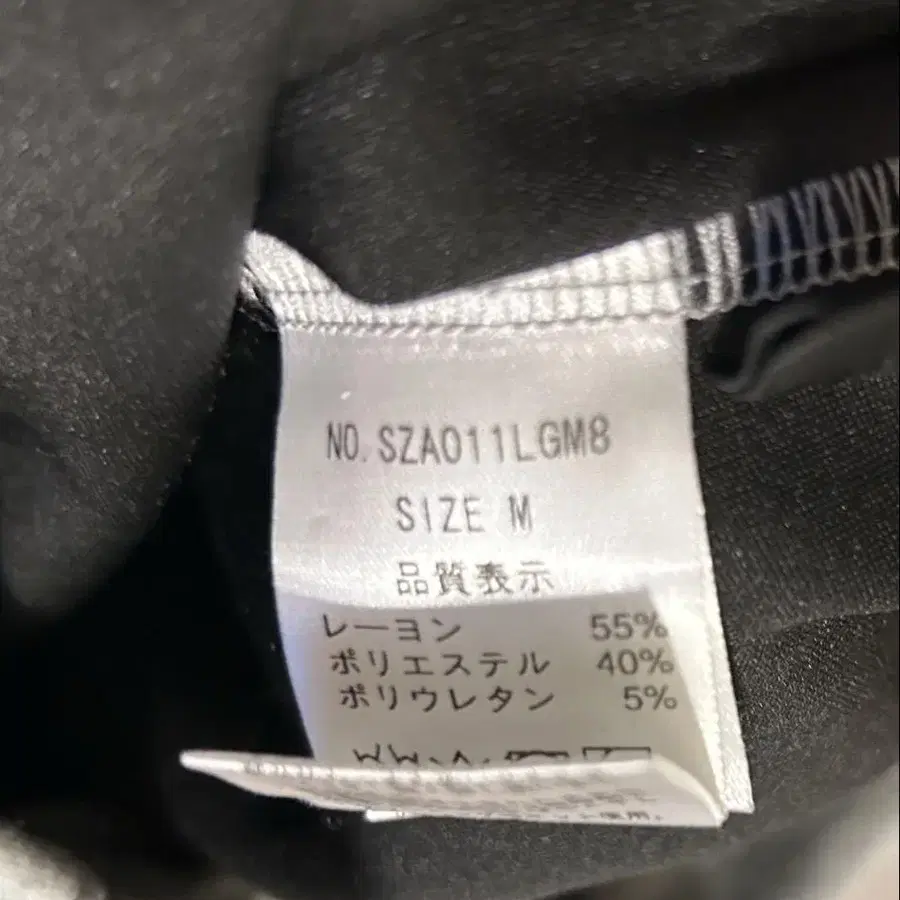 NO. SZA011LGM8
SIZE M
品質表示
レーヨン 55%
ポリエステル 40%
ポリウレタン 5%